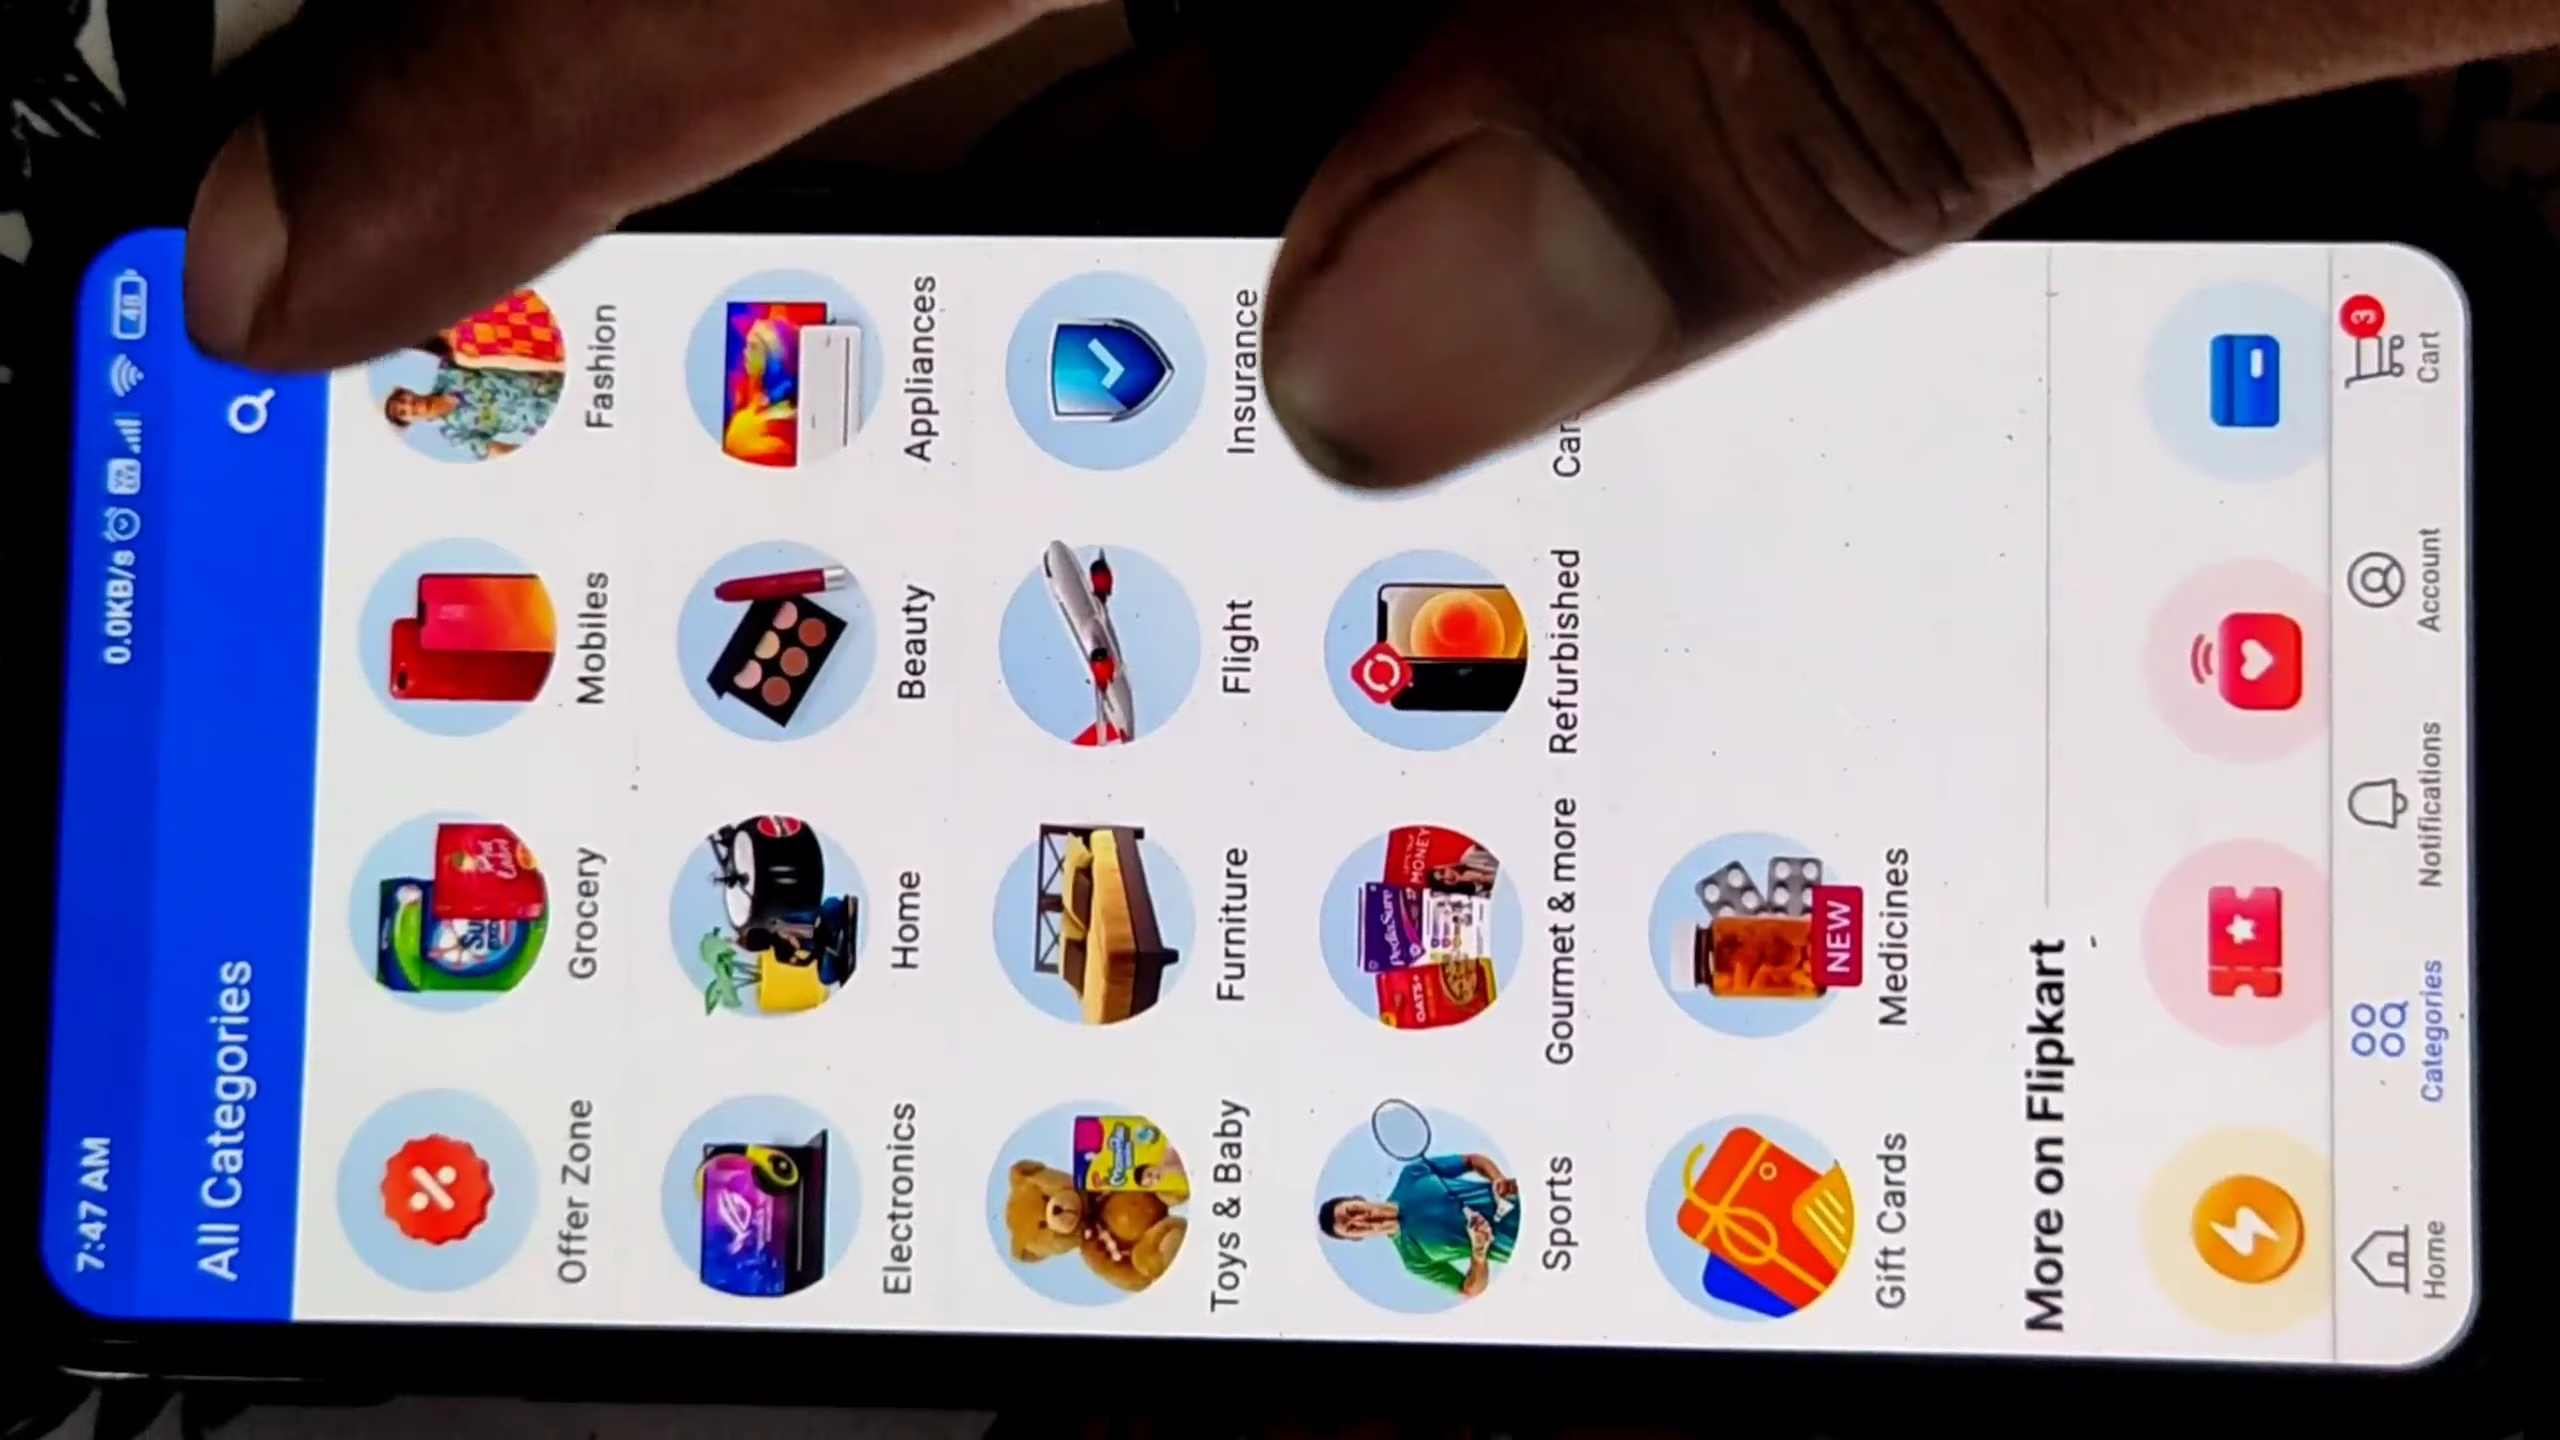 7:47 AM 0.0KB/s 48
All Categories
Offer Zone Grocery Mobiles Fashion
Electronics Home Beauty Appliances
Toys & Baby Furniture Flight Insurance
Sports Gourmet & more Refurbished
NEW
Gift Cards Medicines
More on Flipkart
3
Home Categories Notifications Account Cart